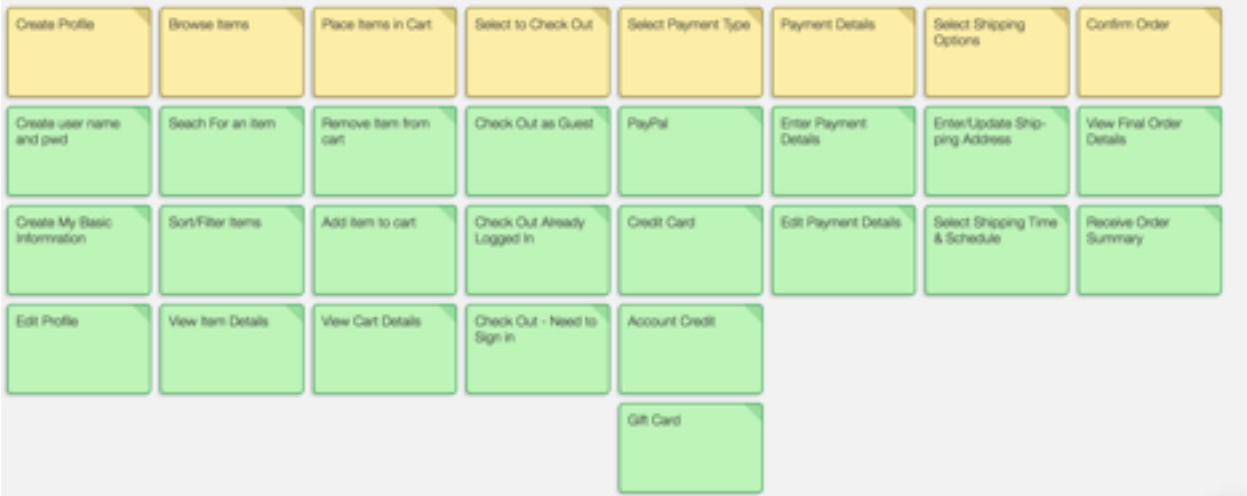 Create Profile
Browse Items
Place Items in Cart
Select to Check Out
Select Payment Type
Payment Details
Select Shipping
Options
Confirm Order
Create user name
and pwd
Seach For an item
Remove Item from
cart
Check Out as Guest
PayPal
Enter Payment
Details
Enter/Update Ship-
ping Address
View Final Order
Details
Create My Basic
Informration
Sort/Filter Items
Add item to cart
Check Out Already
Logged In
Credit Card
Edit Payment Details
Select Shipping Time
& Schedule
Receive Order
Summary
Edit Profile
View Item Details
View Cart Details
Check Out - Need to
Sign in
Account Credit
Gift Card